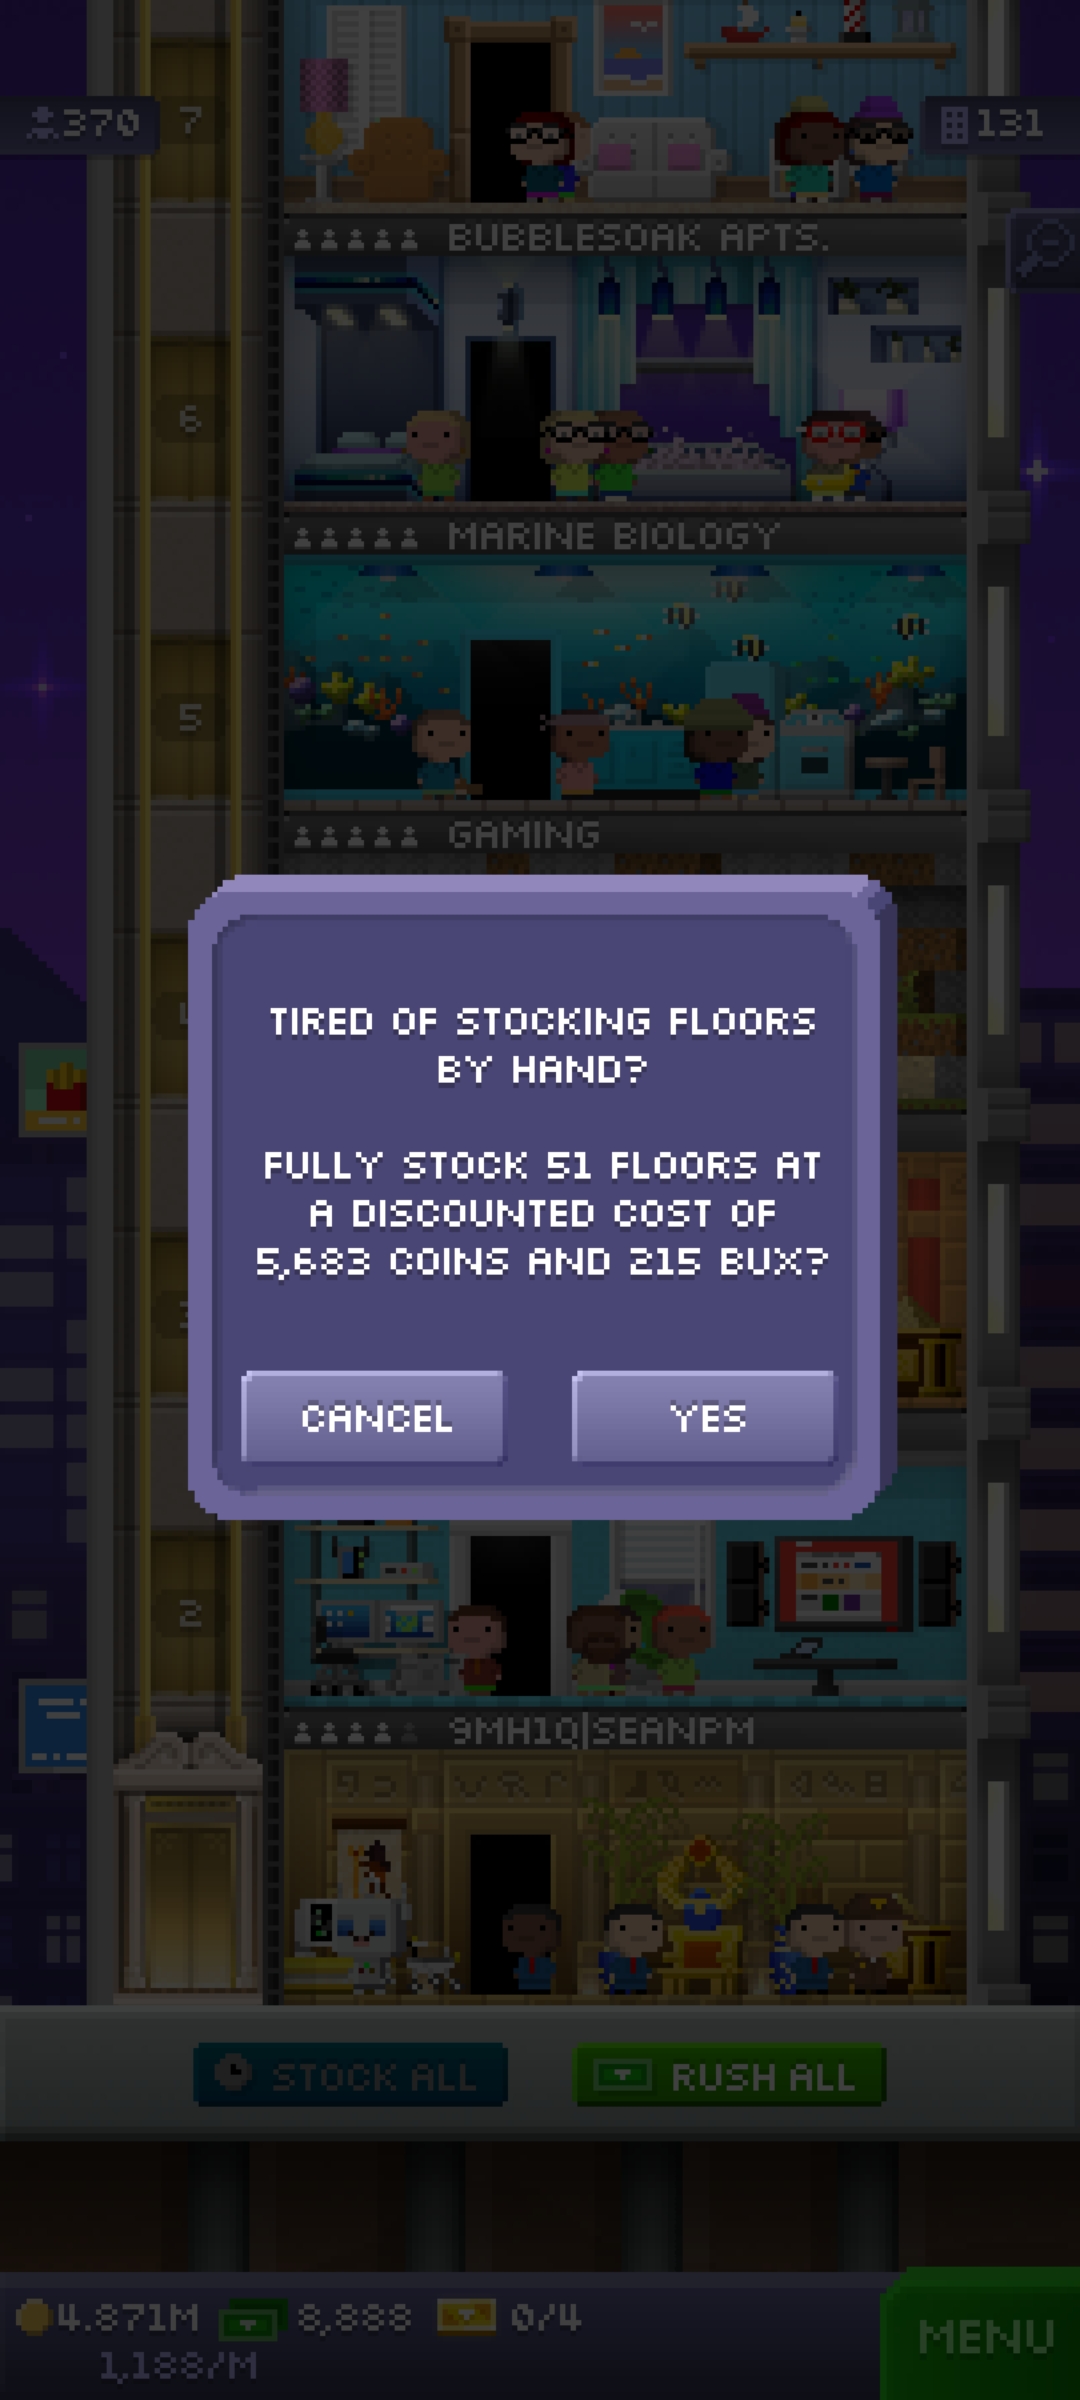 370
7
131
BUBBLESOAK APTS.
6
MARINE BIOLOGY
5
GAMING
TIRED OF STOCKING FLOORS
BY HAND?
FULLY STOCK 51 FLOORS AT
A DISCOUNTED COST OF
5,683 COINS AND 215 BUX?
CANCEL
YES
2
9MH1Q|SEANPM
STOCK ALL
RUSH ALL
4.871M
8,888
0/4
MENU
1,188/M